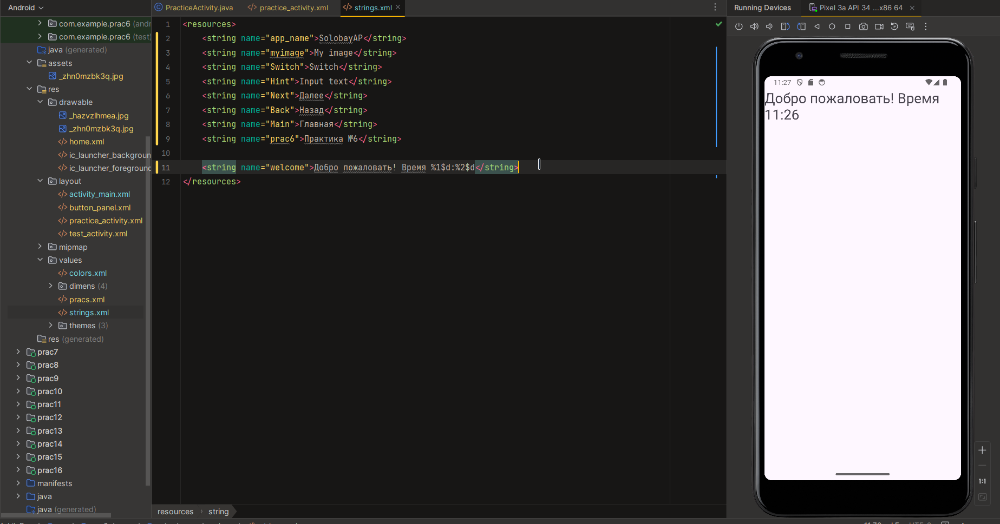 Android
PracticeActivity.java
practice_activity.xml
strings.xml
Running Devices
Pixel 3a API 34 ...x86 64
com.example.prac6 (andr
com.example.prac6 (test)
java (generated)
assets
_zhn0mzbk3q.jpg
res
drawable
_hazvzlhmea.jpg
_zhn0mzbk3q.jpg
home.xml
ic_launcher_backgroun
ic_launcher_foreground
layout
activity_main.xml
button_panel.xml
practice_activity.xml
test_activity.xml
mipmap
values
colors.xml
dimens (4)
pracs.xml
strings.xml
themes (3)
res (generated)
prac7
prac8
prac9
prac10
prac11
prac12
prac13
prac14
prac15
prac16
manifests
java
java (generated)
1 <resources>
2 <string name="app_name">SolobayAP</string>
3 <string name="myimage">My image</string>
4 <string name="Switch">Switch</string>
5 <string name="Hint">Input text</string>
6 <string name="Next">Далее</string>
7 <string name="Back">Назад</string>
8 <string name="Main">Главная</string>
9 <string name="prac6">Практика №6</string>
10
11 <string name="welcome">Добро пожаловать! Время %1$d:%2$d</string>
12 </resources>
resources
string
11:27
Добро пожаловать! Время
11:26
1:1